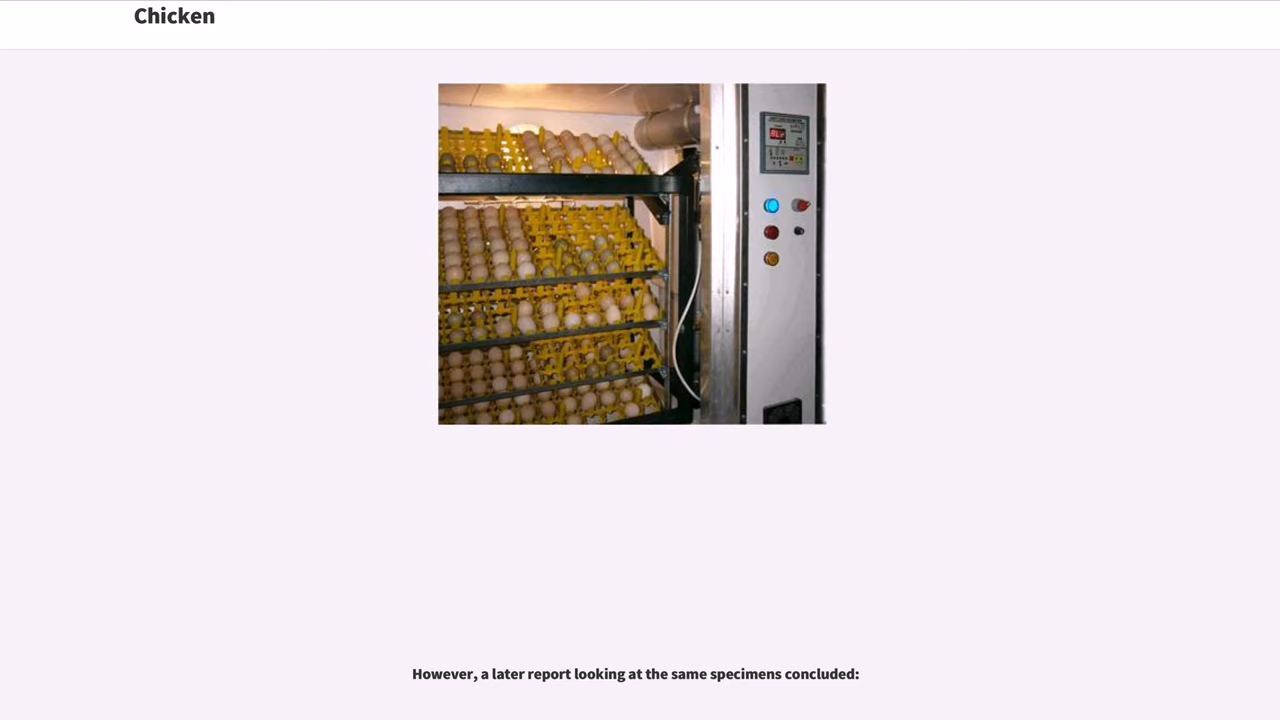 Chicken
However, a later report looking at the same specimens concluded: